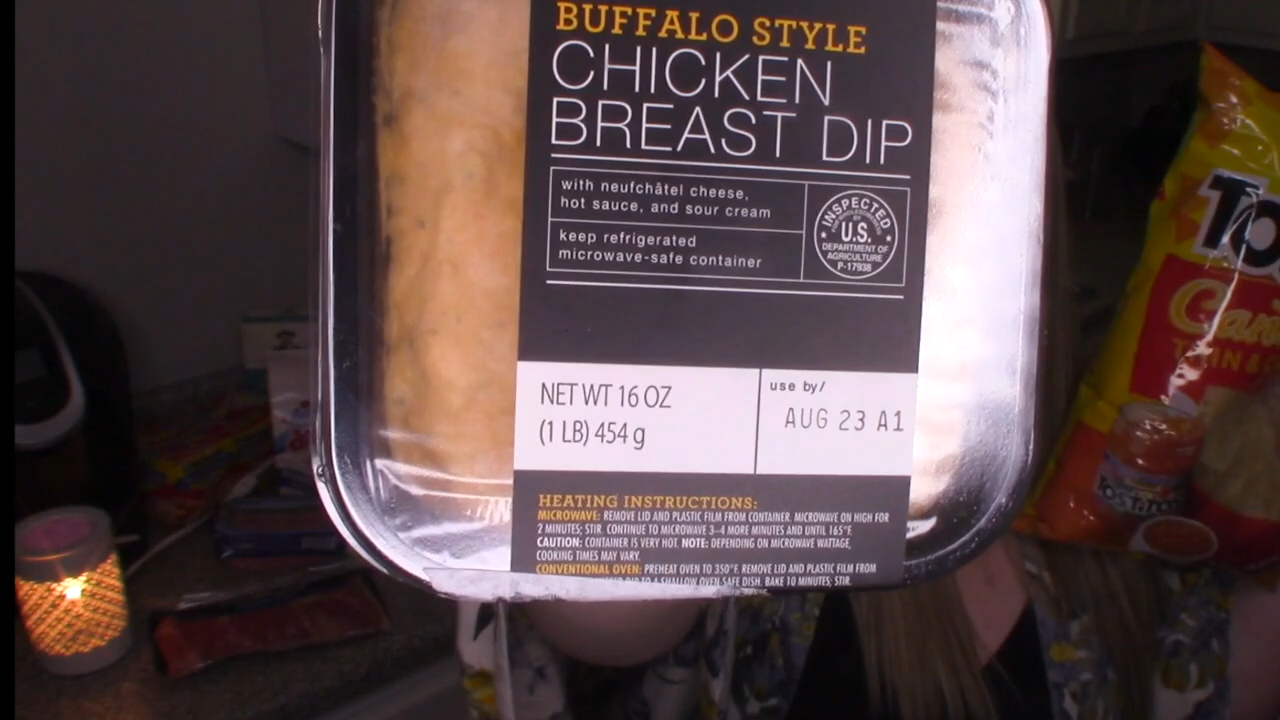 BUFFALO STYLE
CHICKEN
BREAST DIP
with neufchâtel cheese,
hot sauce, and sour cream
keep refrigerated
microwave-safe container
INSPECTED
FOR WHOLESOMENESS
BY
U.S.
DEPARTMENT OF
AGRICULTURE
P-17938
NET WT 16 OZ
(1 LB) 454 g
use by/
AUG 23 A1
HEATING INSTRUCTIONS:
MICROWAVE: REMOVE LID AND PLASTIC FILM FROM CONTAINER. MICROWAVE ON HIGH FOR
2 MINUTES; STIR. CONTINUE TO MICROWAVE 3–4 MORE MINUTES AND UNTIL 165°F.
CAUTION: CONTAINER IS VERY HOT. NOTE: DEPENDING ON MICROWAVE WATTAGE,
COOKING TIMES MAY VARY.
CONVENTIONAL OVEN: PREHEAT OVEN TO 350°F. REMOVE LID AND PLASTIC FILM FROM
TO A SHALLOW OVEN SAFE DISH. BAKE 10 MINUTES; STIR.
TOSTITOS